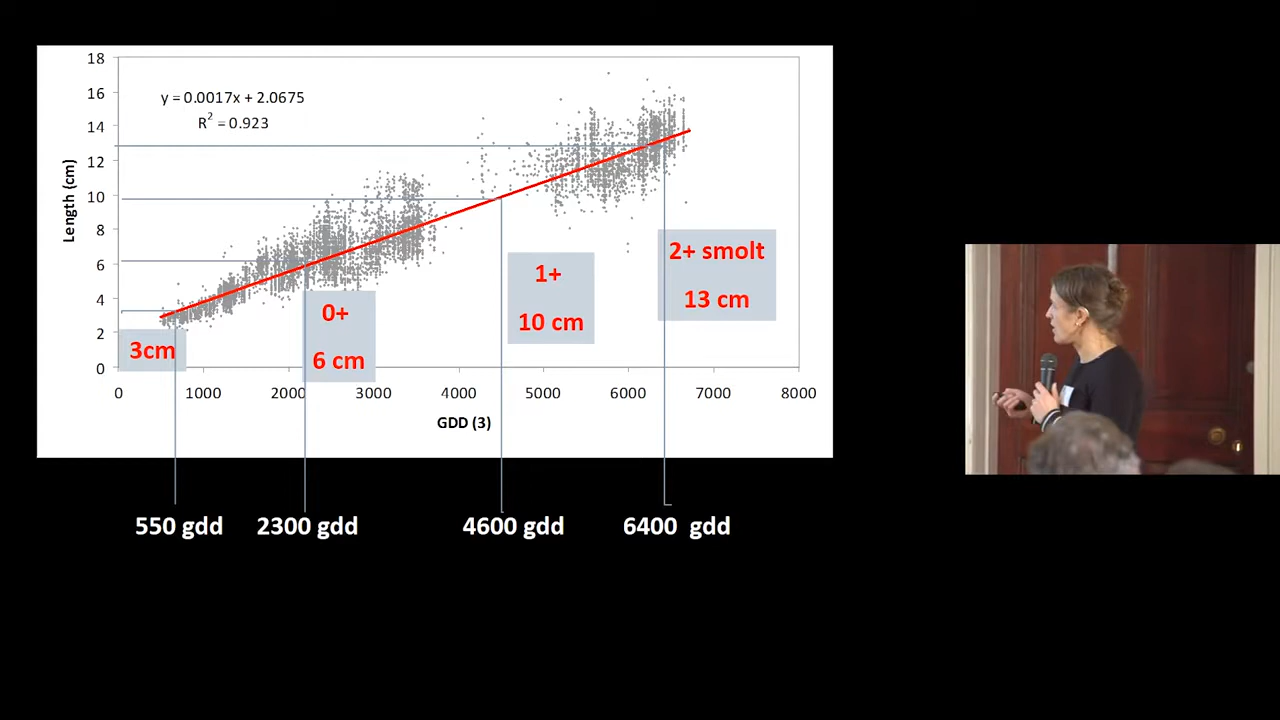 18
16
14
12
10
8
6
4
2
0
Length (cm)
y = 0.0017x + 2.0675
R² = 0.923
3cm
0+
6 cm
1+
10 cm
2+ smolt
13 cm
0 1000 2000 3000 4000 5000 6000 7000 8000
GDD (3)
550 gdd 2300 gdd 4600 gdd 6400 gdd